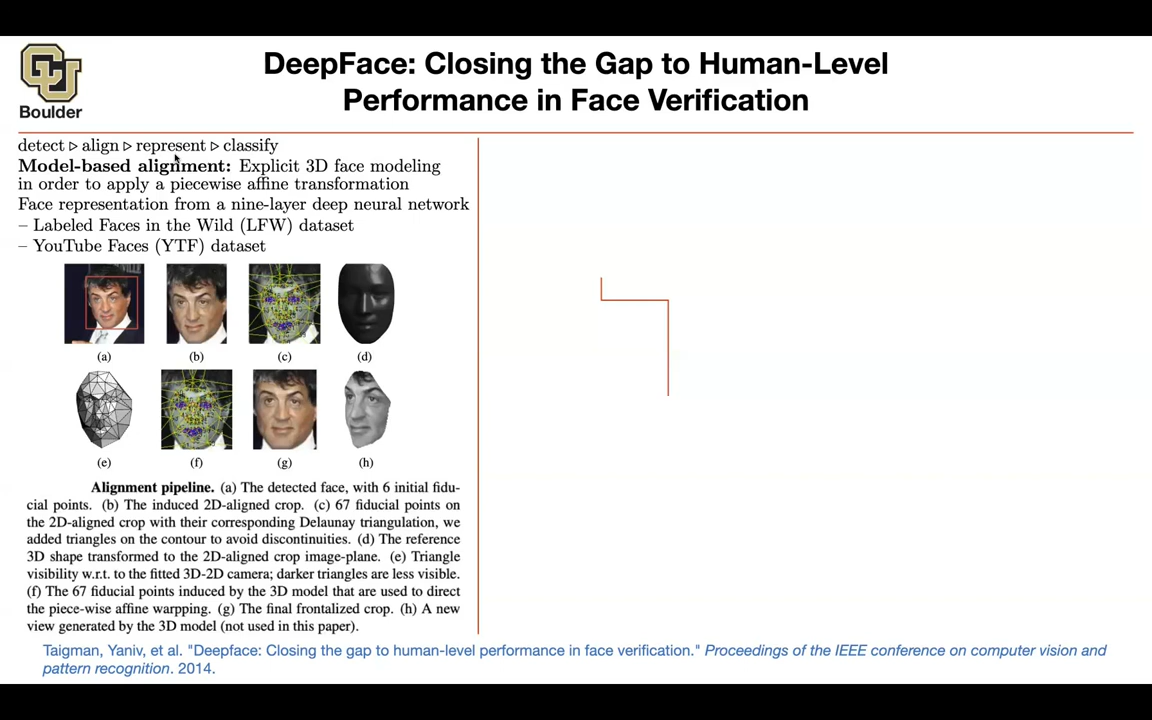 DeepFace: Closing the Gap to Human-Level
Performance in Face Verification
Boulder
detect ▷ align ▷ represent ▷ classify
Model-based alignment: Explicit 3D face modeling
in order to apply a piecewise affine transformation
Face representation from a nine-layer deep neural network
– Labeled Faces in the Wild (LFW) dataset
– YouTube Faces (YTF) dataset
(a) (b) (c) (d)
(e) (f) (g) (h)
Alignment pipeline. (a) The detected face, with 6 initial fidu-
cial points. (b) The induced 2D-aligned crop. (c) 67 fiducial points on
the 2D-aligned crop with their corresponding Delaunay triangulation, we
added triangles on the contour to avoid discontinuities. (d) The reference
3D shape transformed to the 2D-aligned crop image-plane. (e) Triangle
visibility w.r.t. to the fitted 3D-2D camera; darker triangles are less visible.
(f) The 67 fiducial points induced by the 3D model that are used to direct
the piece-wise affine warpping. (g) The final frontalized crop. (h) A new
view generated by the 3D model (not used in this paper).
Taigman, Yaniv, et al. "Deepface: Closing the gap to human-level performance in face verification." Proceedings of the IEEE conference on computer vision and
pattern recognition. 2014.